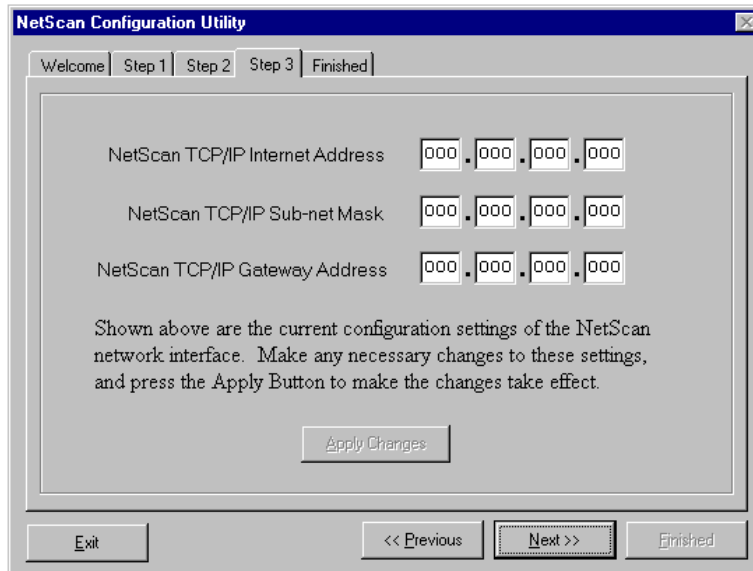 NetScan Configuration Utility
Welcome Step 1 Step 2 Step 3 Finished
NetScan TCP/IP Internet Address 000.000.000.000
NetScan TCP/IP Sub-net Mask 000.000.000.000
NetScan TCP/IP Gateway Address 000.000.000.000
Shown above are the current configuration settings of the NetScan
network interface. Make any necessary changes to these settings,
and press the Apply Button to make the changes take effect.
Apply Changes
Exit << Previous Next >> Finished